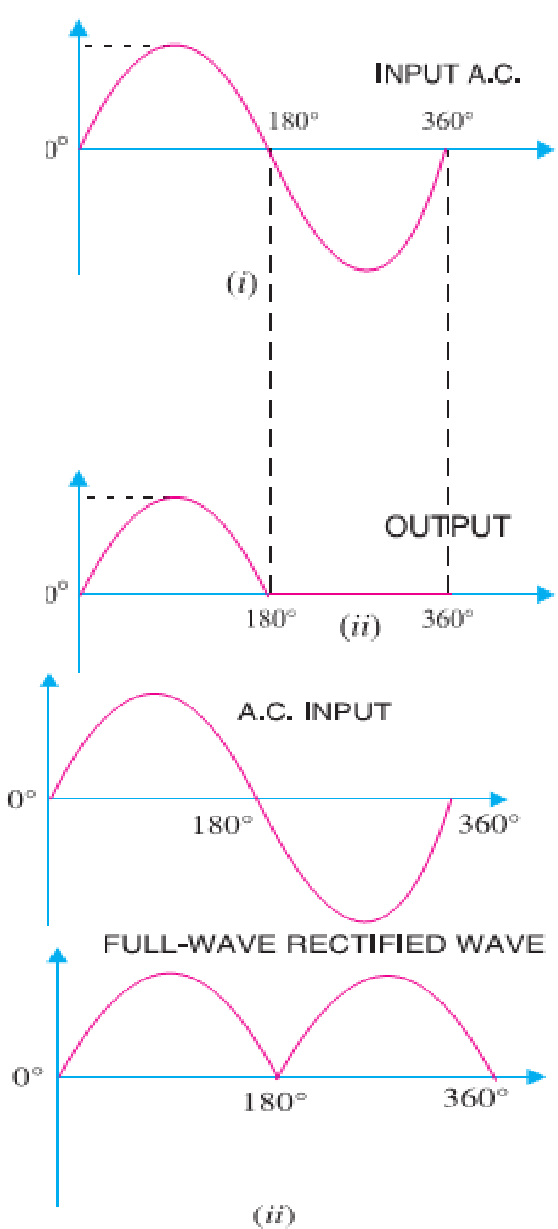 INPUT A.C.
180° 360°
0°
(i)
OUTPUT
0°
180° (ii) 360°
A.C. INPUT
0°
180° 360°
FULL-WAVE RECTIFIED WAVE
0°
180° 360°
(ii)